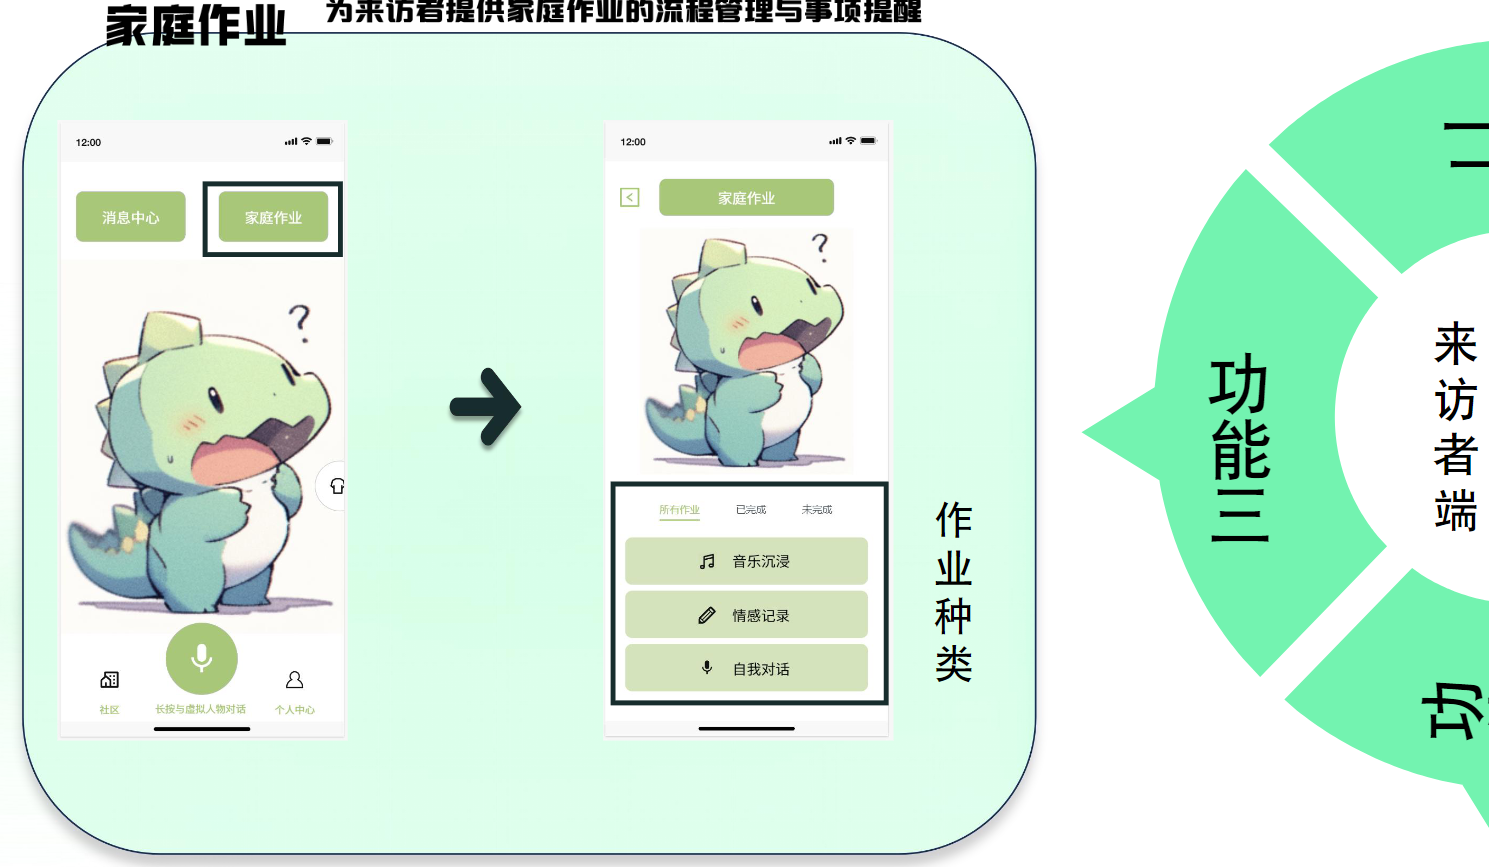 家庭作业
为来访者提供家庭作业的流程管理与事项提醒
12:00
消息中心
家庭作业
?
社区
长按与虚拟人物对话
个人中心
12:00
家庭作业
?
所有作业
已完成
未完成
音乐沉浸
情感记录
自我对话
作业种类
二
功能三
来访者端
功